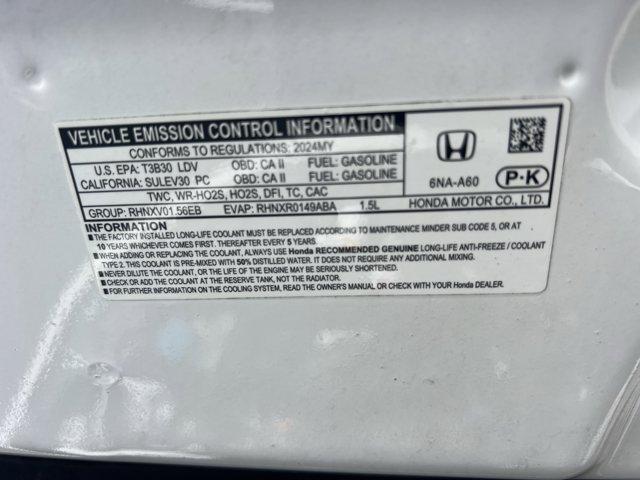 VEHICLE EMISSION CONTROL INFORMATION
CONFORMS TO REGULATIONS: 2024MY
U.S. EPA: T3B30 LDV OBD: CA II FUEL: GASOLINE
CALIFORNIA: SULEV30 PC OBD: CA II FUEL: GASOLINE
TWC, WR-HO2S, HO2S, DFI, TC, CAC
GROUP: RHNXV01.56EB EVAP: RHNXR0149ABA 1.5L
6NA-A60 P·K
HONDA MOTOR CO., LTD.
INFORMATION
■ THE FACTORY INSTALLED LONG-LIFE COOLANT MUST BE REPLACED ACCORDING TO MAINTENANCE MINDER SUB CODE 5, OR AT
10 YEARS WHICHEVER COMES FIRST. THEREAFTER EVERY 5 YEARS.
■ WHEN ADDING OR REPLACING THE COOLANT, ALWAYS USE Honda RECOMMENDED GENUINE LONG-LIFE ANTI-FREEZE / COOLANT
TYPE 2. THIS COOLANT IS PRE-MIXED WITH 50% DISTILLED WATER. IT DOES NOT REQUIRE ANY ADDITIONAL MIXING.
■ NEVER DILUTE THE COOLANT, OR THE LIFE OF THE ENGINE MAY BE SERIOUSLY SHORTENED.
■ CHECK OR ADD THE COOLANT AT THE RESERVE TANK, NOT THE RADIATOR.
■ FOR FURTHER INFORMATION ON THE COOLING SYSTEM, READ THE OWNER'S MANUAL OR CHECK WITH YOUR Honda DEALER.